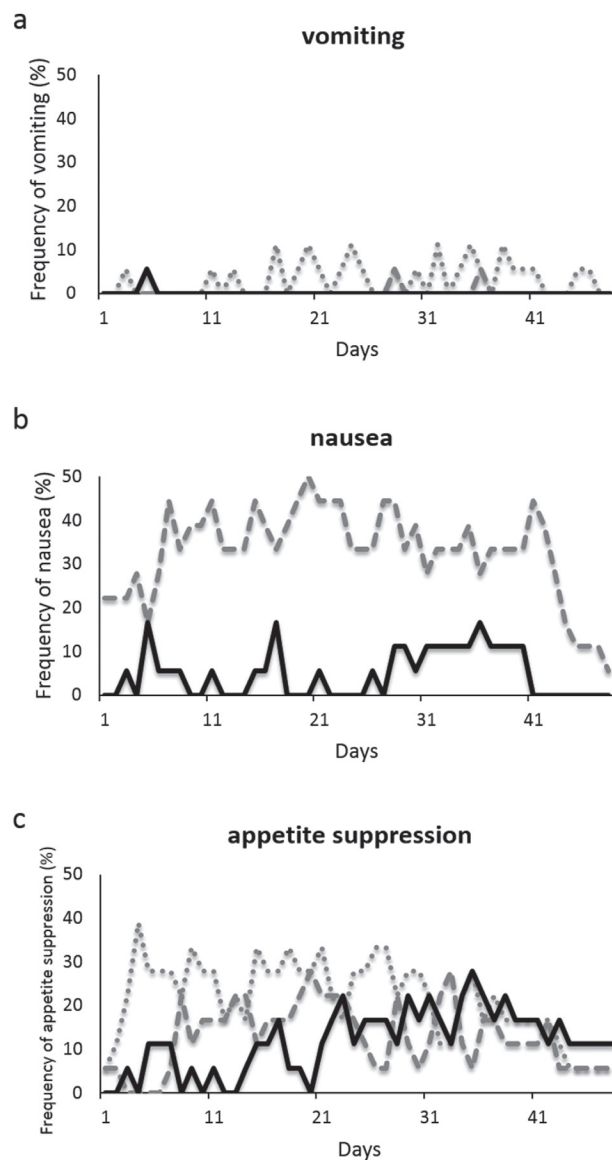 a
vomiting
Frequency of vomiting (%)
50
40
30
20
10
0
1 11 21 31 41
Days
b
nausea
Frequency of nausea (%)
50
40
30
20
10
0
1 11 21 31 41
Days
c
appetite suppression
Frequency of appetite suppression (%)
50
40
30
20
10
0
1 11 21 31 41
Days